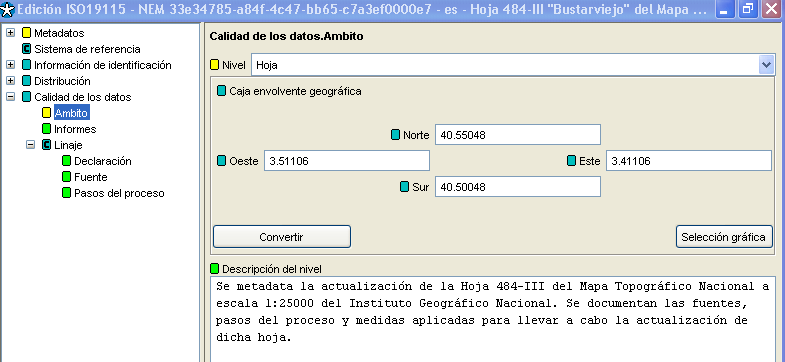 Edición ISO19115 - NEM 33e34785-a84f-4c47-bb65-c7a3ef0000e7 - es - Hoja 484-III "Bustarviejo" del Mapa ...
Metadatos
Sistema de referencia
Información de identificación
Distribución
Calidad de los datos
Ambito
Informes
Linaje
Declaración
Fuente
Pasos del proceso
Calidad de los datos.Ambito
Nivel Hoja
Caja envolvente geográfica
Norte 40.55048
Oeste 3.51106 Este 3.41106
Sur 40.50048
Convertir Selección gráfica
Descripción del nivel
Se metadata la actualización de la Hoja 484-III del Mapa Topográfico Nacional a
escala 1:25000 del Instituto Geográfico Nacional. Se documentan las fuentes,
pasos del proceso y medidas aplicadas para llevar a cabo la actualización de
dicha hoja.